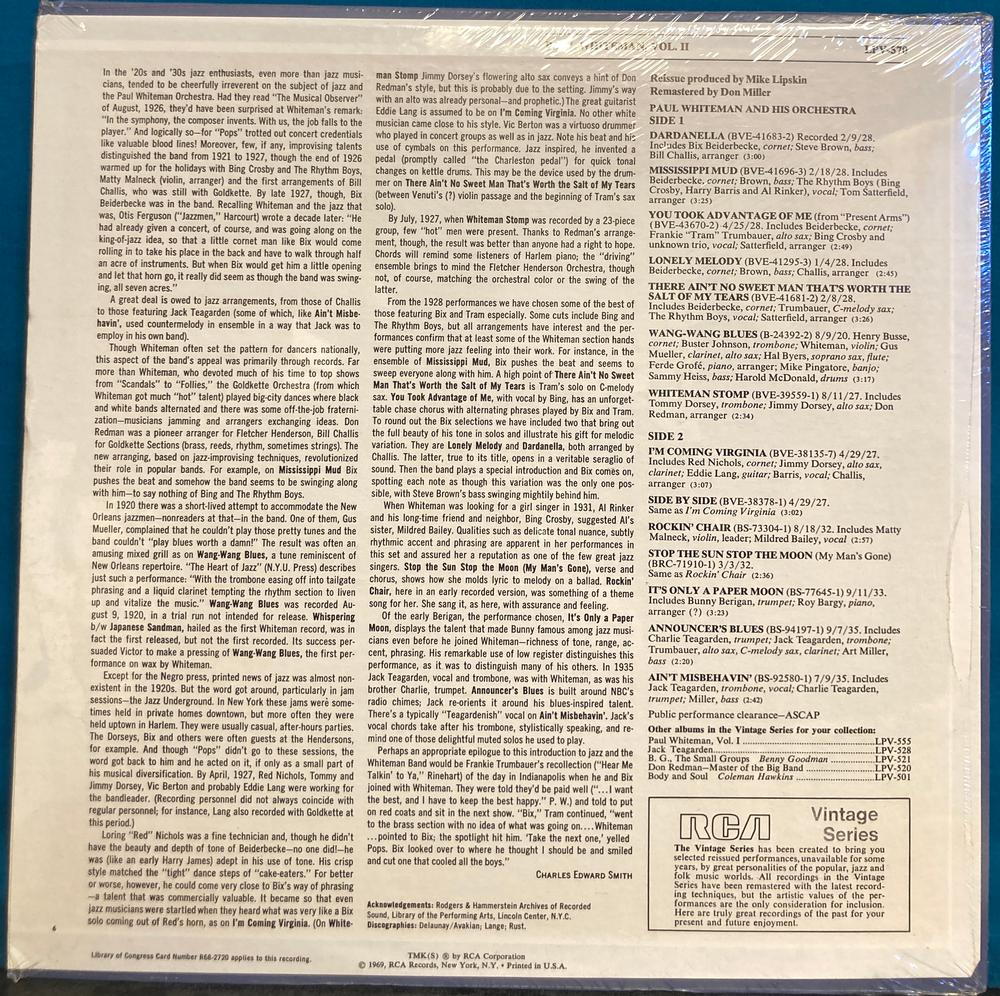 WHITEMAN, VOL. II
LPV-570
In the '20s and '30s jazz enthusiasts, even more than jazz musi-
cians, tended to be cheerfully irreverent on the subject of jazz and
the Paul Whiteman Orchestra. Had they read "The Musical Observer"
of August, 1926, they'd have been surprised at Whiteman's remark:
"In the symphony, the composer invents. With us, the job falls to the
player." And logically so—for "Pops" trotted out concert credentials
like valuable blood lines! Moreover, few, if any, improvising talents
distinguished the band from 1921 to 1927, though the end of 1926
warmed up for the holidays with Bing Crosby and The Rhythm Boys,
Matty Malneck (violin, arranger) and the first arrangements of Bill
Challis, who was still with Goldkette. By late 1927, though, Bix
Beiderbecke was in the band. Recalling Whiteman and the jazz that
was, Otis Ferguson ("Jazzmen," Harcourt) wrote a decade later: "He
had already given a concert, of course, and was going along on the
king-of-jazz idea, so that a little cornet man like Bix would come
rolling in to take his place in the back and have to walk through half
an acre of instruments. But when Bix would get him a little opening
and let that horn go, it really did seem as though the band was swing-
ing, all seven acres."
A great deal is owed to jazz arrangements, from those of Challis
to those featuring Jack Teagarden (some of which, like Ain't Misbe-
havin', used countermelody in ensemble in a way that Jack was to
employ in his own band).
Though Whiteman often set the pattern for dancers nationally,
this aspect of the band's appeal was primarily through records. Far
more than Whiteman, who devoted much of his time to top shows
from "Scandals" to "Follies," the Goldkette Orchestra (from which
Whiteman got much "hot" talent) played big-city dances where black
and white bands alternated and there was some off-the-job fraterni-
zation—musicians jamming and arrangers exchanging ideas. Don
Redman was a pioneer arranger for Fletcher Henderson, Bill Challis
for Goldkette Sections (brass, reeds, rhythm, sometimes strings). The
new arranging, based on jazz-improvising techniques, revolutionized
their role in popular bands. For example, on Mississippi Mud Bix
pushes the beat and somehow the band seems to be swinging along
with him—to say nothing of Bing and The Rhythm Boys.
In 1920 there was a short-lived attempt to accommodate the New
Orleans jazzmen—nonreaders at that—in the band. One of them, Gus
Mueller, complained that he couldn't play those pretty tunes and the
band couldn't "play blues worth a damn!" The result was often an
amusing mixed grill as on Wang-Wang Blues, a tune reminiscent of
New Orleans repertoire. "The Heart of Jazz" (N.Y.U. Press) describes
just such a performance: "With the trombone easing off into tailgate
phrasing and a liquid clarinet tempting the rhythm section to liven
up and vitalize the music." Wang-Wang Blues was recorded Au-
gust 9, 1920, in a trial run not intended for release. Whispering
b/w Japanese Sandman, hailed as the first Whiteman record, was in
fact the first released, but not the first recorded. Its success per-
suaded Victor to make a pressing of Wang-Wang Blues, the first per-
formance on wax by Whiteman.
Except for the Negro press, printed news of jazz was almost non-
existent in the 1920s. But the word got around, particularly in jam
sessions—the Jazz Underground. In New York these jams were some-
times held in private homes downtown, but more often they were
held uptown in Harlem. They were usually casual, after-hours parties.
The Dorseys, Bix and others were often guests at the Hendersons,
for example. And though "Pops" didn't go to these sessions, the
word got back to him and he acted on it, if only as a small part of
his musical diversification. By April, 1927, Red Nichols, Tommy and
Jimmy Dorsey, Vic Berton and probably Eddie Lang were working for
the bandleader. (Recording personnel did not always coincide with
regular personnel; for instance, Lang also recorded with Goldkette at
this period.)
Loring "Red" Nichols was a fine technician and, though he didn't
have the beauty and depth of tone of Beiderbecke—no one did!—he
was (like an early Harry James) adept in his use of tone. His crisp
style matched the "tight" dance steps of "cake-eaters." For better
or worse, however, he could come very close to Bix's way of phrasing
—a talent that was commercially valuable. It became so that even
jazz musicians were startled when they heard what was very like a Bix
solo coming out of Red's horn, as on I'm Coming Virginia. (On White-
man Stomp Jimmy Dorsey's flowering alto sax conveys a hint of Don
Redman's style, but this is probably due to the setting. Jimmy's way
with an alto was already personal—and prophetic.) The great guitarist
Eddie Lang is assumed to be on I'm Coming Virginia. No other white
musician came close to his style. Vic Berton was a virtuoso drummer
who played in concert groups as well as in jazz. Note his beat and his
use of cymbals on this performance. Jazz inspired, he invented a
pedal (promptly called "the Charleston pedal") for quick tonal
changes on kettle drums. This may be the device used by the drum-
mer on There Ain't No Sweet Man That's Worth the Salt of My Tears
(between Venuti's (?) violin passage and the beginning of Tram's sax
solo).
By July, 1927, when Whiteman Stomp was recorded by a 23-piece
group, few "hot" men were present. Thanks to Redman's arrange-
ment, though, the result was better than anyone had a right to hope.
Chords will remind some listeners of Harlem piano; the "driving"
ensemble brings to mind the Fletcher Henderson Orchestra, though
not, of course, matching the orchestral color or the swing of the
latter.
From the 1928 performances we have chosen some of the best of
those featuring Bix and Tram especially. Some cuts include Bing and
The Rhythm Boys, but all arrangements have interest and the per-
formances confirm that at least some of the Whiteman section hands
were putting more jazz feeling into their work. For instance, in the
ensemble of Mississippi Mud, Bix pushes the beat and seems to
sweep everyone along with him. A high point of There Ain't No Sweet
Man That's Worth the Salt of My Tears is Tram's solo on C-melody
sax. You Took Advantage of Me, with vocal by Bing, has an unforget-
table chase chorus with alternating phrases played by Bix and Tram.
To round out the Bix selections we have included two that bring out
the full beauty of his tone in solos and illustrate his gift for melodic
variation. They are Lonely Melody and Dardanella, both arranged by
Challis. The latter, true to its title, opens in a veritable seraglio of
sound. Then the band plays a special introduction and Bix comes on,
spotting each note as though this variation was the only one pos-
sible, with Steve Brown's bass swinging mightily behind him.
When Whiteman was looking for a girl singer in 1931, Al Rinker
and his long-time friend and neighbor, Bing Crosby, suggested Al's
sister, Mildred Bailey. Qualities such as delicate tonal nuance, subtly
rhythmic accent and phrasing are apparent in her performances in
this set and assured her a reputation as one of the few great jazz
singers. Stop the Sun Stop the Moon (My Man's Gone), verse and
chorus, shows how she molds lyric to melody on a ballad. Rockin'
Chair, here in an early recorded version, was something of a theme
song for her. She sang it, as here, with assurance and feeling.
Of the early Berigan, the performance chosen, It's Only a Paper
Moon, displays the talent that made Bunny famous among jazz musi-
cians even before he joined Whiteman—richness of tone, range, ac-
cent, phrasing. His remarkable use of low register distinguishes this
performance, as it was to distinguish many of his others. In 1935
Jack Teagarden, vocal and trombone, was with Whiteman, as was his
brother Charlie, trumpet. Announcer's Blues is built around NBC's
radio chimes; Jack re-orients it around his blues-inspired talent.
There's a typically "Teagardenish" vocal on Ain't Misbehavin'. Jack's
vocal chords take after his trombone, stylistically speaking, and re-
mind one of those delightful muted solos he used to play.
Perhaps an appropriate epilogue to this introduction to jazz and the
Whiteman Band would be Frankie Trumbauer's recollection ("Hear Me
Talkin' to Ya," Rinehart) of the day in Indianapolis when he and Bix
joined with Whiteman. They were told they'd be paid well ("...I want
the best, and I have to keep the best happy." P. W.) and told to put
on red coats and sit in the next show. "Bix," Tram continued, "went
to the brass section with no idea of what was going on....Whiteman
...pointed to Bix; the spotlight hit him. 'Take the next one,' yelled
Pops. Bix looked over to where he thought I should be and smiled
and cut one that cooled all the boys."
CHARLES EDWARD SMITH
Acknowledgements: Rodgers & Hammerstein Archives of Recorded
Sound, Library of the Performing Arts, Lincoln Center, N.Y.C.
Discographies: Delaunay/Avakian; Lange; Rust.
Reissue produced by Mike Lipskin
Remastered by Don Miller
PAUL WHITEMAN AND HIS ORCHESTRA
SIDE 1
DARDANELLA (BVE-41683-2) Recorded 2/9/28.
Includes Bix Beiderbecke, cornet; Steve Brown, bass;
Bill Challis, arranger (3:00)
MISSISSIPPI MUD (BVE-41696-3) 2/18/28. Includes
Beiderbecke, cornet; Brown, bass; The Rhythm Boys (Bing
Crosby, Harry Barris and Al Rinker), vocal; Tom Satterfield,
arranger (3:25)
YOU TOOK ADVANTAGE OF ME (from "Present Arms")
(BVE-43670-2) 4/25/28. Includes Beiderbecke, cornet;
Frankie "Tram" Trumbauer, alto sax; Bing Crosby and
unknown trio, vocal; Satterfield, arranger (2:49)
LONELY MELODY (BVE-41295-3) 1/4/28. Includes
Beiderbecke, cornet; Brown, bass; Challis, arranger (2:45)
THERE AIN'T NO SWEET MAN THAT'S WORTH THE
SALT OF MY TEARS (BVE-41681-2) 2/8/28.
Includes Beiderbecke, cornet; Trumbauer, C-melody sax;
The Rhythm Boys, vocal; Satterfield, arranger (3:26)
WANG-WANG BLUES (B-24392-2) 8/9/20. Henry Busse,
cornet; Buster Johnson, trombone; Whiteman, violin; Gus
Mueller, clarinet, alto sax; Hal Byers, soprano sax, flute;
Ferde Grofé, piano, arranger; Mike Pingatore, banjo;
Sammy Heiss, bass; Harold McDonald, drums (3:17)
WHITEMAN STOMP (BVE-39559-1) 8/11/27. Includes
Tommy Dorsey, trombone; Jimmy Dorsey, alto sax; Don
Redman, arranger (2:34)
SIDE 2
I'M COMING VIRGINIA (BVE-38135-7) 4/29/27.
Includes Red Nichols, cornet; Jimmy Dorsey, alto sax,
clarinet; Eddie Lang, guitar; Barris, vocal; Challis,
arranger (3:07)
SIDE BY SIDE (BVE-38378-1) 4/29/27.
Same as I'm Coming Virginia (3:02)
ROCKIN' CHAIR (BS-73304-1) 8/18/32. Includes Matty
Malneck, violin, leader; Mildred Bailey, vocal (2:57)
STOP THE SUN STOP THE MOON (My Man's Gone)
(BRC-71910-1) 3/3/32.
Same as Rockin' Chair (2:36)
IT'S ONLY A PAPER MOON (BS-77645-1) 9/11/33.
Includes Bunny Berigan, trumpet; Roy Bargy, piano,
arranger (?) (3:23)
ANNOUNCER'S BLUES (BS-94197-1) 9/7/35. Includes
Charlie Teagarden, trumpet; Jack Teagarden, trombone;
Trumbauer, alto sax, C-melody sax, clarinet; Art Miller,
bass (2:20)
AIN'T MISBEHAVIN' (BS-92580-1) 7/9/35. Includes
Jack Teagarden, trombone, vocal; Charlie Teagarden,
trumpet; Miller, bass (2:42)
Public performance clearance—ASCAP
Other albums in the Vintage Series for your collection:
Paul Whiteman, Vol. I ........ LPV-555
Jack Teagarden ........ LPV-528
B. G., The Small Groups Benny Goodman ........ LPV-521
Don Redman—Master of the Big Band ........ LPV-520
Body and Soul Coleman Hawkins ........ LPV-501
RCA
Vintage
Series
The Vintage Series has been created to bring you
selected reissued performances, unavailable for some
years, by great personalities of the popular, jazz and
folk music worlds. All recordings in the Vintage
Series have been remastered with the latest record-
ing techniques, but the artistic values of the per-
formances are the only consideration for inclusion.
Here are truly great recordings of the past for your
present and future enjoyment.
6
Library of Congress Card Number R68-2720 applies to this recording.
TMK(S) ® by RCA Corporation
© 1969, RCA Records, New York, N.Y. • Printed in U.S.A.